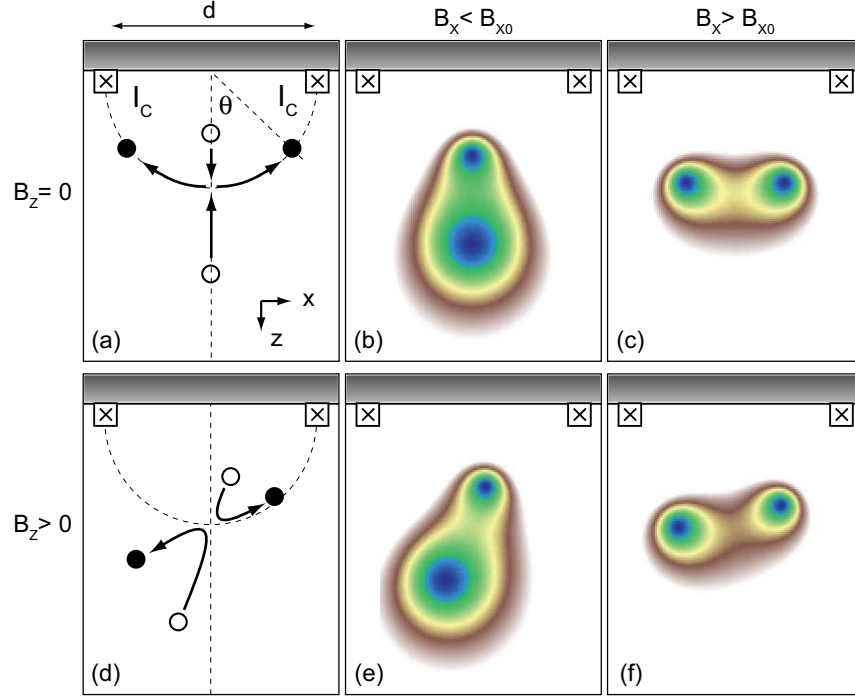 d
B_X < B_X0
B_X > B_X0
I_C
θ
I_C
B_Z = 0
x
z
(a)
(b)
(c)
B_Z > 0
(d)
(e)
(f)